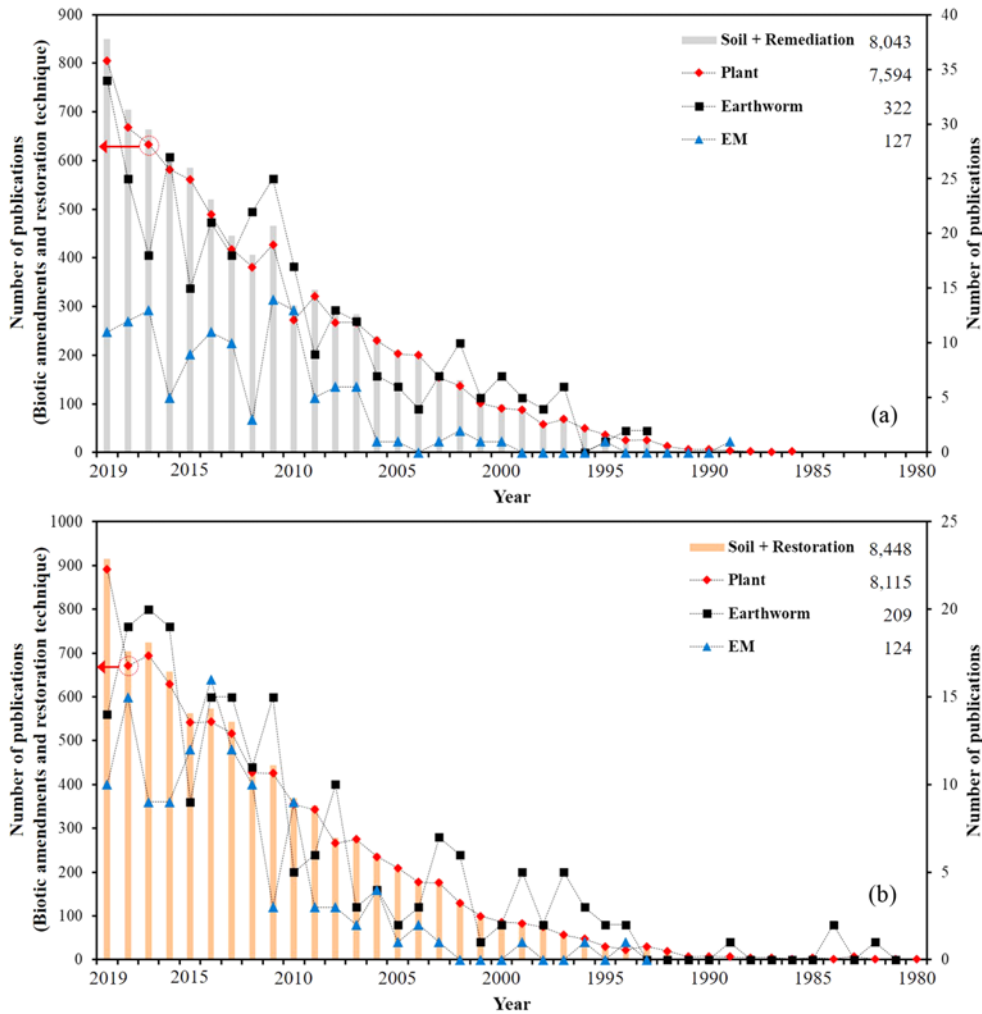 900
800
700
600
500
400
300
200
100
0
Number of publications
(Biotic amendments and restoration technique)
Soil + Remediation 8,043
Plant 7,594
Earthworm 322
EM 127
(a)
40
35
30
25
20
15
10
5
0
Number of publications
2019 2015 2010 2005 2000 1995 1990 1985 1980
Year
1000
900
800
700
600
500
400
300
200
100
0
Number of publications
(Biotic amendments and restoration technique)
Soil + Restoration 8,448
Plant 8,115
Earthworm 209
EM 124
(b)
25
20
15
10
5
0
Number of publications
2019 2015 2010 2005 2000 1995 1990 1985 1980
Year